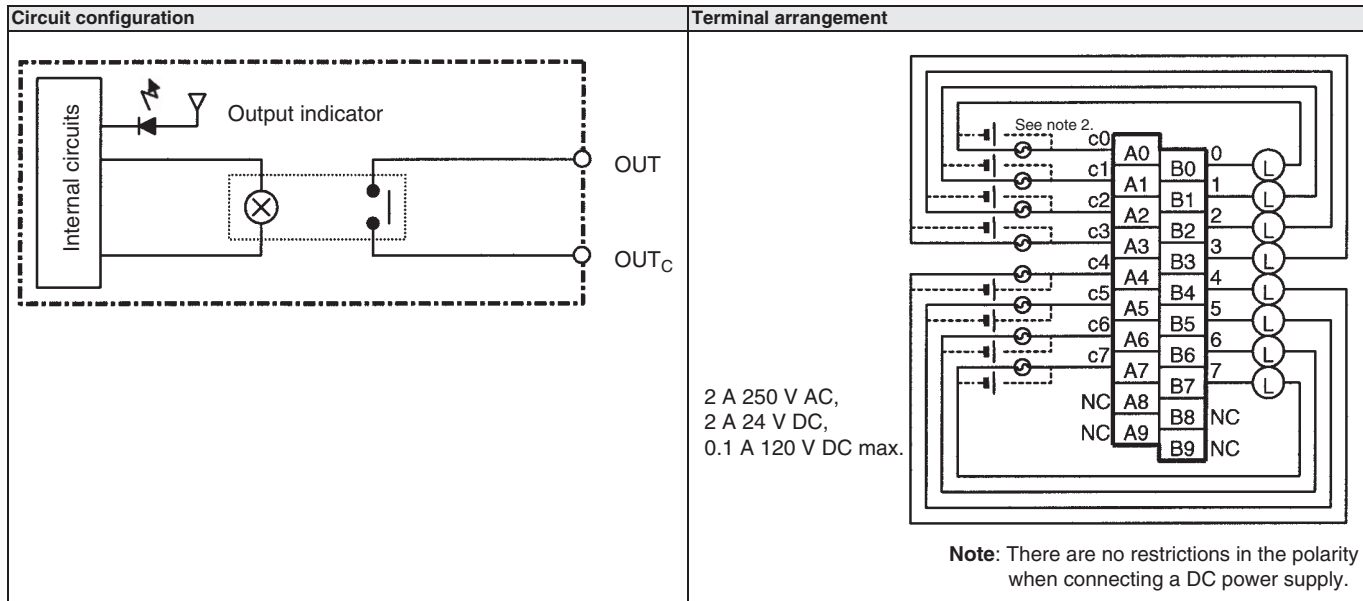 Circuit configuration
Terminal arrangement
Internal circuits
Output indicator
OUT
OUTC
See note 2.
c0
A0
B0
0
L
c1
A1
B1
1
L
c2
A2
B2
2
L
c3
A3
B3
3
L
c4
A4
B4
4
L
c5
A5
B5
5
L
c6
A6
B6
6
L
c7
A7
B7
7
L
NC
A8
B8
NC
NC
A9
B9
NC
2 A 250 V AC,
2 A 24 V DC,
0.1 A 120 V DC max.
Note: There are no restrictions in the polarity
when connecting a DC power supply.